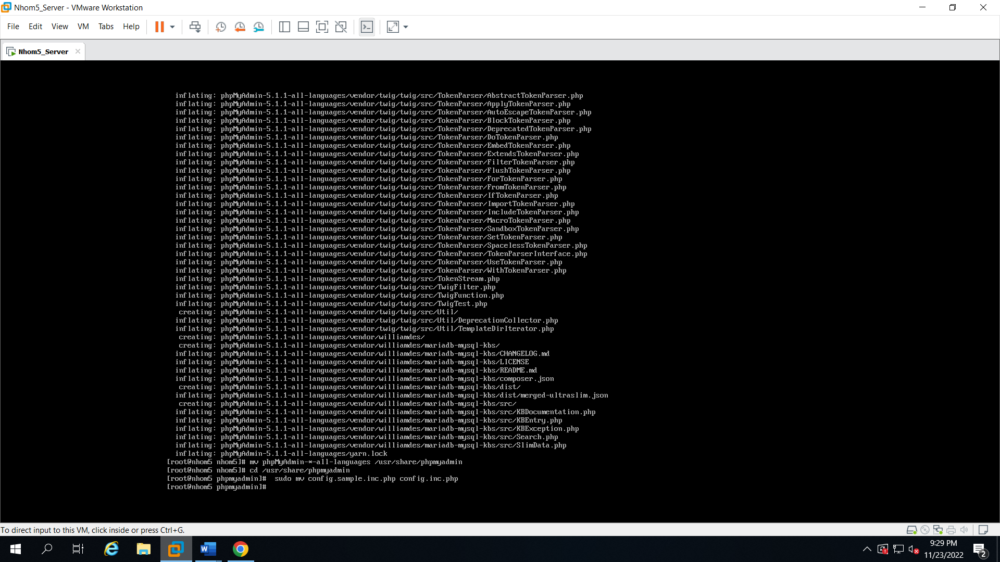 Nhom5_Server - VMware Workstation
File Edit View VM Tabs Help
Nhom5_Server
inflating: phpMyAdmin-5.1.1-all-languages/vendor/twig/twig/src/TokenParser/AbstractTokenParser.php
inflating: phpMyAdmin-5.1.1-all-languages/vendor/twig/twig/src/TokenParser/ApplyTokenParser.php
inflating: phpMyAdmin-5.1.1-all-languages/vendor/twig/twig/src/TokenParser/AutoEscapeTokenParser.php
inflating: phpMyAdmin-5.1.1-all-languages/vendor/twig/twig/src/TokenParser/BlockTokenParser.php
inflating: phpMyAdmin-5.1.1-all-languages/vendor/twig/twig/src/TokenParser/DeprecatedTokenParser.php
inflating: phpMyAdmin-5.1.1-all-languages/vendor/twig/twig/src/TokenParser/DoTokenParser.php
inflating: phpMyAdmin-5.1.1-all-languages/vendor/twig/twig/src/TokenParser/EmbedTokenParser.php
inflating: phpMyAdmin-5.1.1-all-languages/vendor/twig/twig/src/TokenParser/ExtendsTokenParser.php
inflating: phpMyAdmin-5.1.1-all-languages/vendor/twig/twig/src/TokenParser/FilterTokenParser.php
inflating: phpMyAdmin-5.1.1-all-languages/vendor/twig/twig/src/TokenParser/FlushTokenParser.php
inflating: phpMyAdmin-5.1.1-all-languages/vendor/twig/twig/src/TokenParser/ForTokenParser.php
inflating: phpMyAdmin-5.1.1-all-languages/vendor/twig/twig/src/TokenParser/FromTokenParser.php
inflating: phpMyAdmin-5.1.1-all-languages/vendor/twig/twig/src/TokenParser/IfTokenParser.php
inflating: phpMyAdmin-5.1.1-all-languages/vendor/twig/twig/src/TokenParser/ImportTokenParser.php
inflating: phpMyAdmin-5.1.1-all-languages/vendor/twig/twig/src/TokenParser/IncludeTokenParser.php
inflating: phpMyAdmin-5.1.1-all-languages/vendor/twig/twig/src/TokenParser/MacroTokenParser.php
inflating: phpMyAdmin-5.1.1-all-languages/vendor/twig/twig/src/TokenParser/SandboxTokenParser.php
inflating: phpMyAdmin-5.1.1-all-languages/vendor/twig/twig/src/TokenParser/SetTokenParser.php
inflating: phpMyAdmin-5.1.1-all-languages/vendor/twig/twig/src/TokenParser/SpacelessTokenParser.php
inflating: phpMyAdmin-5.1.1-all-languages/vendor/twig/twig/src/TokenParser/TokenParserInterface.php
inflating: phpMyAdmin-5.1.1-all-languages/vendor/twig/twig/src/TokenParser/UseTokenParser.php
inflating: phpMyAdmin-5.1.1-all-languages/vendor/twig/twig/src/TokenParser/WithTokenParser.php
inflating: phpMyAdmin-5.1.1-all-languages/vendor/twig/twig/src/TokenStream.php
inflating: phpMyAdmin-5.1.1-all-languages/vendor/twig/twig/src/TwigFilter.php
inflating: phpMyAdmin-5.1.1-all-languages/vendor/twig/twig/src/TwigFunction.php
inflating: phpMyAdmin-5.1.1-all-languages/vendor/twig/twig/src/TwigTest.php
creating: phpMyAdmin-5.1.1-all-languages/vendor/twig/twig/src/Util/
inflating: phpMyAdmin-5.1.1-all-languages/vendor/twig/twig/src/Util/DeprecationCollector.php
inflating: phpMyAdmin-5.1.1-all-languages/vendor/twig/twig/src/Util/TemplateDirIterator.php
creating: phpMyAdmin-5.1.1-all-languages/vendor/williamdes/
creating: phpMyAdmin-5.1.1-all-languages/vendor/williamdes/mariadb-mysql-kbs/
inflating: phpMyAdmin-5.1.1-all-languages/vendor/williamdes/mariadb-mysql-kbs/CHANGELOG.md
inflating: phpMyAdmin-5.1.1-all-languages/vendor/williamdes/mariadb-mysql-kbs/LICENSE
inflating: phpMyAdmin-5.1.1-all-languages/vendor/williamdes/mariadb-mysql-kbs/README.md
inflating: phpMyAdmin-5.1.1-all-languages/vendor/williamdes/mariadb-mysql-kbs/composer.json
creating: phpMyAdmin-5.1.1-all-languages/vendor/williamdes/mariadb-mysql-kbs/dist/
inflating: phpMyAdmin-5.1.1-all-languages/vendor/williamdes/mariadb-mysql-kbs/dist/merged-ultraslim.json
creating: phpMyAdmin-5.1.1-all-languages/vendor/williamdes/mariadb-mysql-kbs/src/
inflating: phpMyAdmin-5.1.1-all-languages/vendor/williamdes/mariadb-mysql-kbs/src/KBDocumentation.php
inflating: phpMyAdmin-5.1.1-all-languages/vendor/williamdes/mariadb-mysql-kbs/src/KBEntry.php
inflating: phpMyAdmin-5.1.1-all-languages/vendor/williamdes/mariadb-mysql-kbs/src/KBException.php
inflating: phpMyAdmin-5.1.1-all-languages/vendor/williamdes/mariadb-mysql-kbs/src/Search.php
inflating: phpMyAdmin-5.1.1-all-languages/vendor/williamdes/mariadb-mysql-kbs/src/SlimData.php
inflating: phpMyAdmin-5.1.1-all-languages/yarn.lock
[root@nhom5 nhom5]# mv phpMyAdmin-*-all-languages /usr/share/phpmyadmin
[root@nhom5 nhom5]# cd /usr/share/phpmyadmin
[root@nhom5 phpmyadmin]#  sudo mv config.sample.inc.php config.inc.php
[root@nhom5 phpmyadmin]#
To direct input to this VM, click inside or press Ctrl+G.
9:29 PM
11/23/2022
2